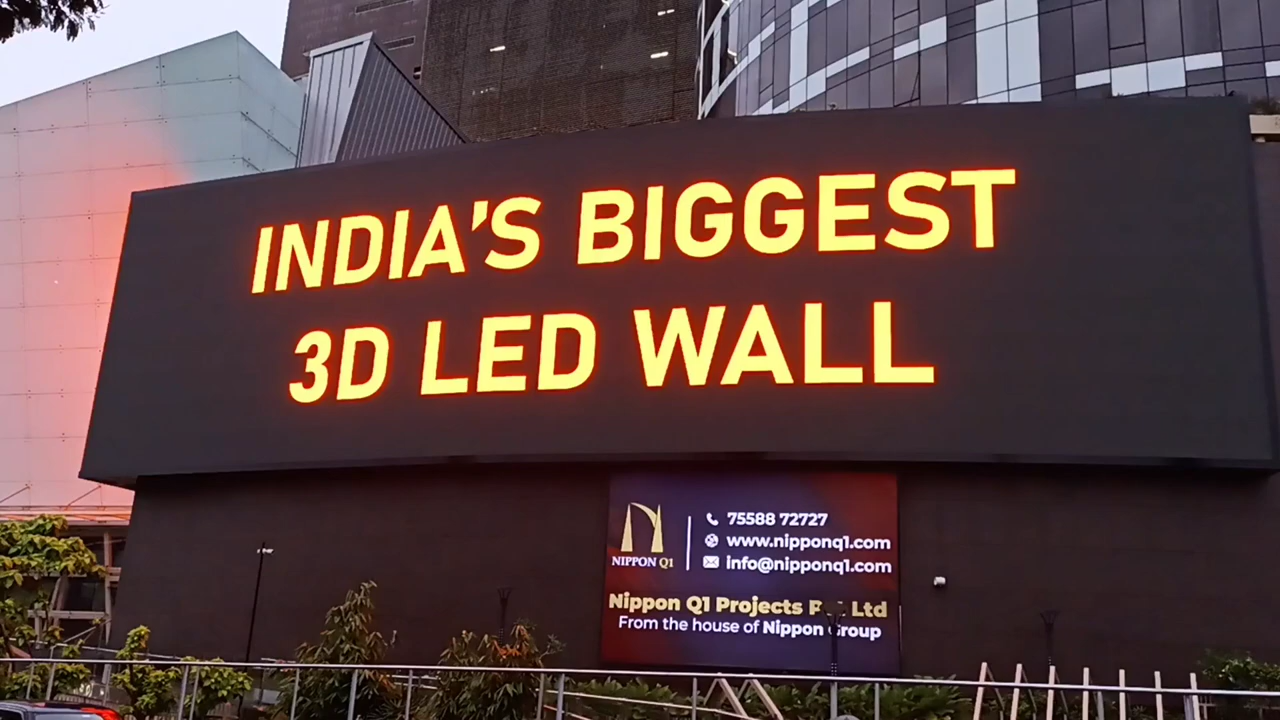 INDIA'S BIGGEST
3D LED WALL
NIPPON Q1
75588 72727
www.nipponq1.com
info@nipponq1.com
Nippon Q1 Projects Ltd
From the house of Nippon Group